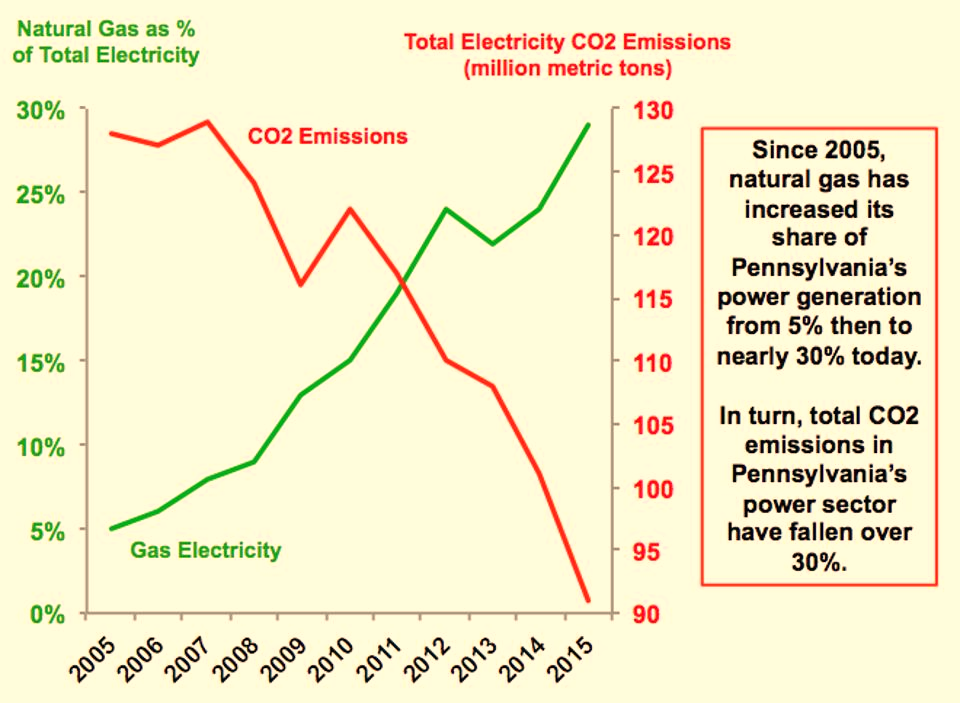 Natural Gas as %
of Total Electricity
Total Electricity CO2 Emissions
(million metric tons)
30%
25%
20%
15%
10%
5%
0%
CO2 Emissions
Gas Electricity
130
125
120
115
110
105
100
95
90
2005
2006
2007
2008
2009
2010
2011
2012
2013
2014
2015
Since 2005,
natural gas has
increased its
share of
Pennsylvania's
power generation
from 5% then to
nearly 30% today.
In turn, total CO2
emissions in
Pennsylvania's
power sector
have fallen over
30%.